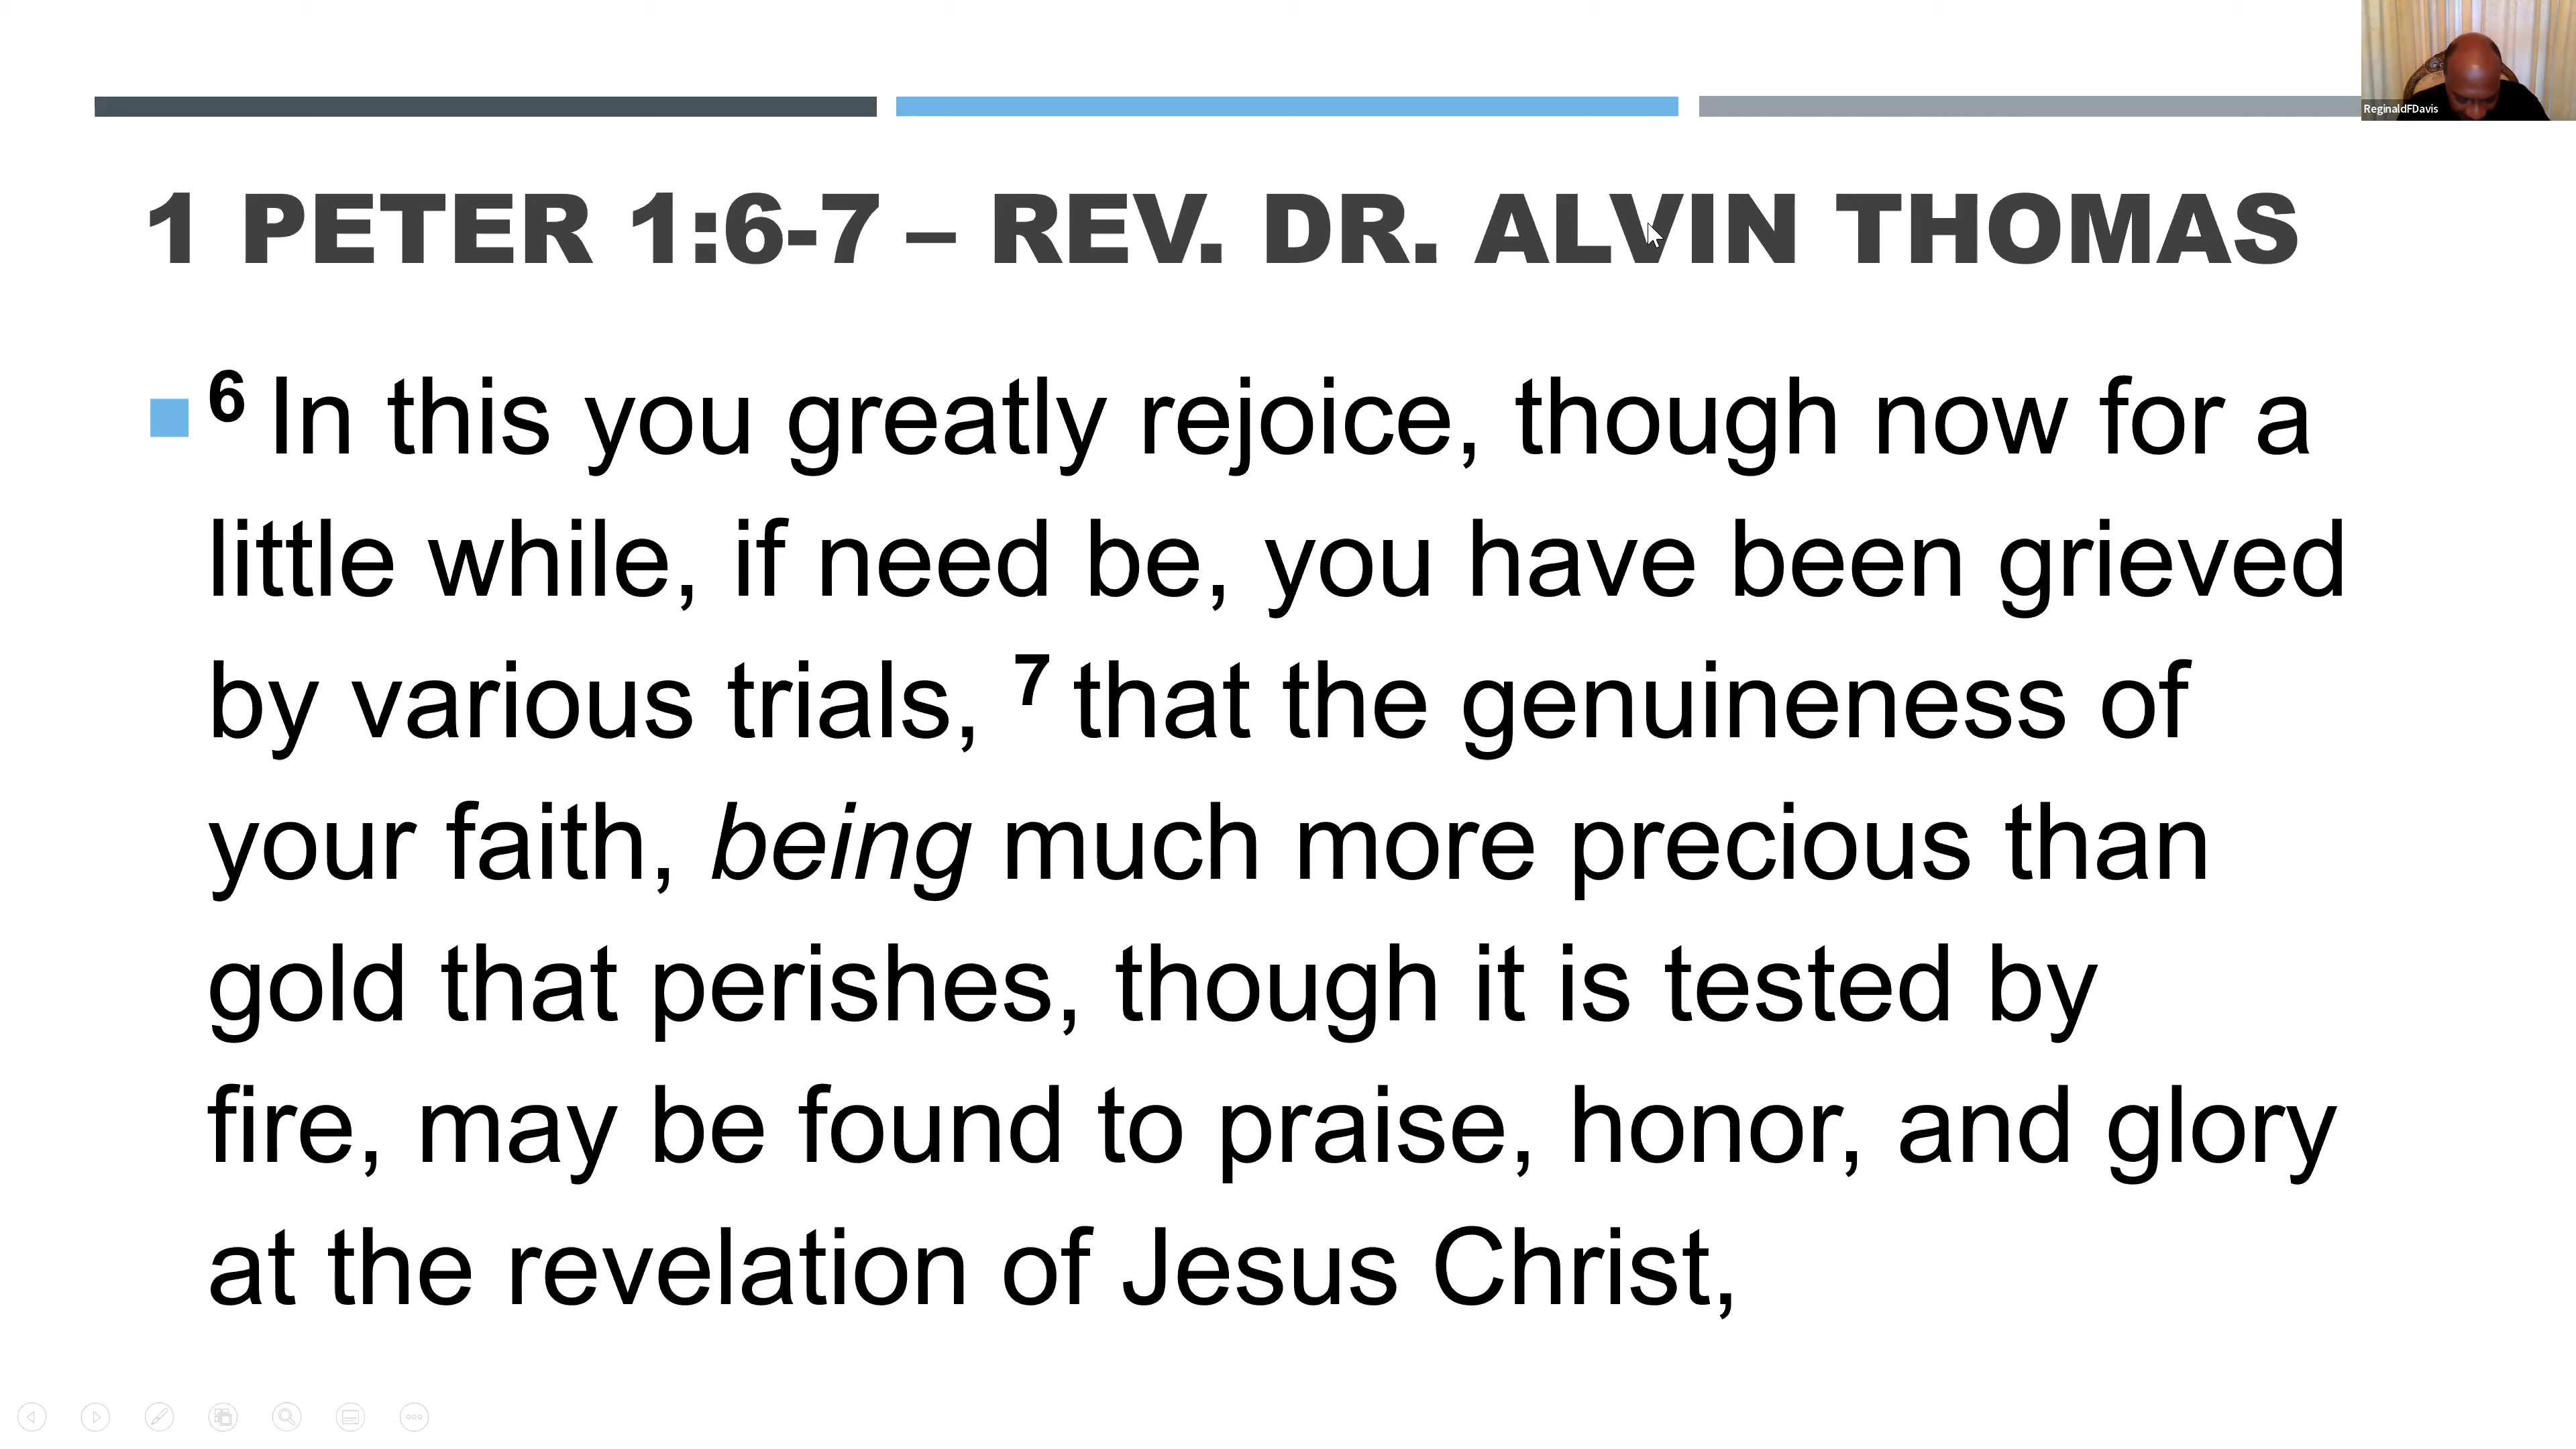 ReginaldFDavis
1 PETER 1:6-7 – REV. DR. ALVIN THOMAS
6 In this you greatly rejoice, though now for a
little while, if need be, you have been grieved
by various trials, 7 that the genuineness of
your faith, being much more precious than
gold that perishes, though it is tested by
fire, may be found to praise, honor, and glory
at the revelation of Jesus Christ,